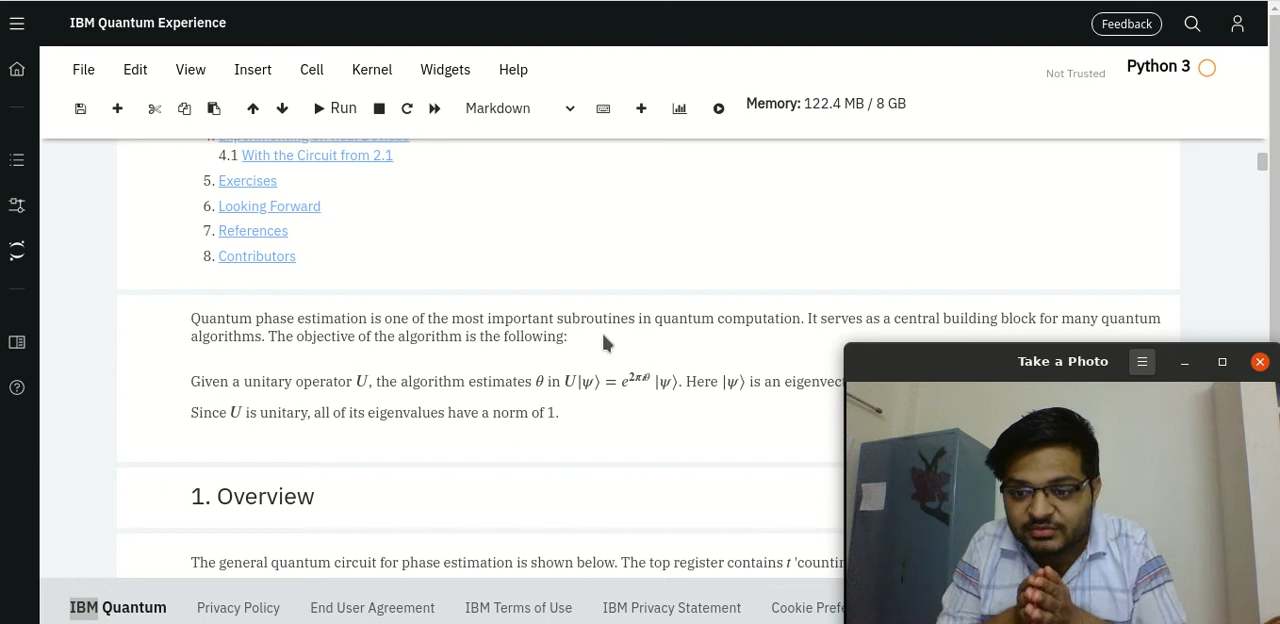 IBM Quantum Experience
Feedback
File Edit View Insert Cell Kernel Widgets Help
Not Trusted
Python 3
Run
Markdown
Memory: 122.4 MB / 8 GB
4.1 With the Circuit from 2.1
5. Exercises
6. Looking Forward
7. References
8. Contributors
Quantum phase estimation is one of the most important subroutines in quantum computation. It serves as a central building block for many quantum
algorithms. The objective of the algorithm is the following:
Take a Photo
Given a unitary operator U, the algorithm estimates θ in U|ψ⟩ = e^{2πiθ} |ψ⟩. Here |ψ⟩ is an
Since U is unitary, all of its eigenvalues have a norm of 1.
1. Overview
The general quantum circuit for phase estimation is shown below. The top register contains t
IBM Quantum Privacy Policy End User Agreement IBM Terms of Use IBM Privacy Statement Cookie